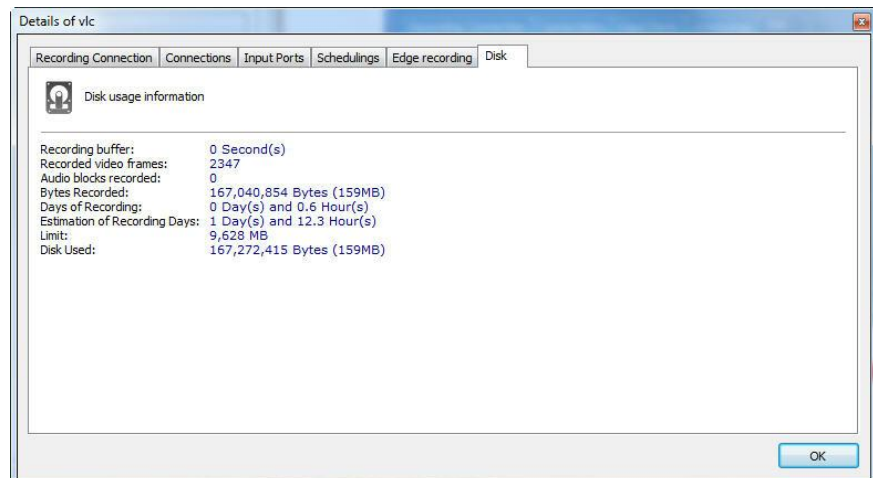 Details of vlc
Recording Connection Connections Input Ports Schedulings Edge recording Disk
Disk usage information
Recording buffer: 0 Second(s)
Recorded video frames: 2347
Audio blocks recorded: 0
Bytes Recorded: 167,040,854 Bytes (159MB)
Days of Recording: 0 Day(s) and 0.6 Hour(s)
Estimation of Recording Days: 1 Day(s) and 12.3 Hour(s)
Limit: 9,628 MB
Disk Used: 167,272,415 Bytes (159MB)
OK